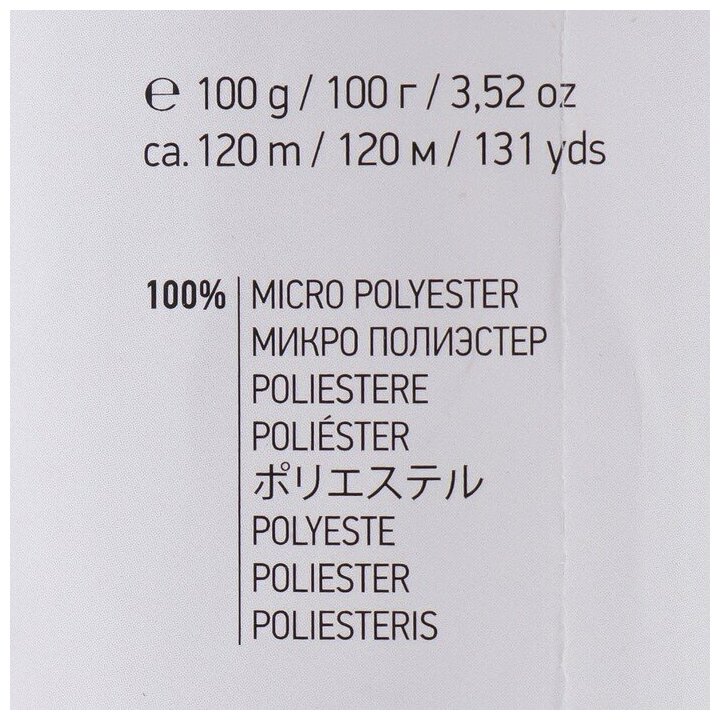 ℮ 100 g / 100 г / 3,52 oz
ca. 120 m / 120 м / 131 yds
100% MICRO POLYESTER
МИКРО ПОЛИЭСТЕР
POLIESTERE
POLIÉSTER
ポリエステル
POLYESTE
POLIESTER
POLIESTERIS